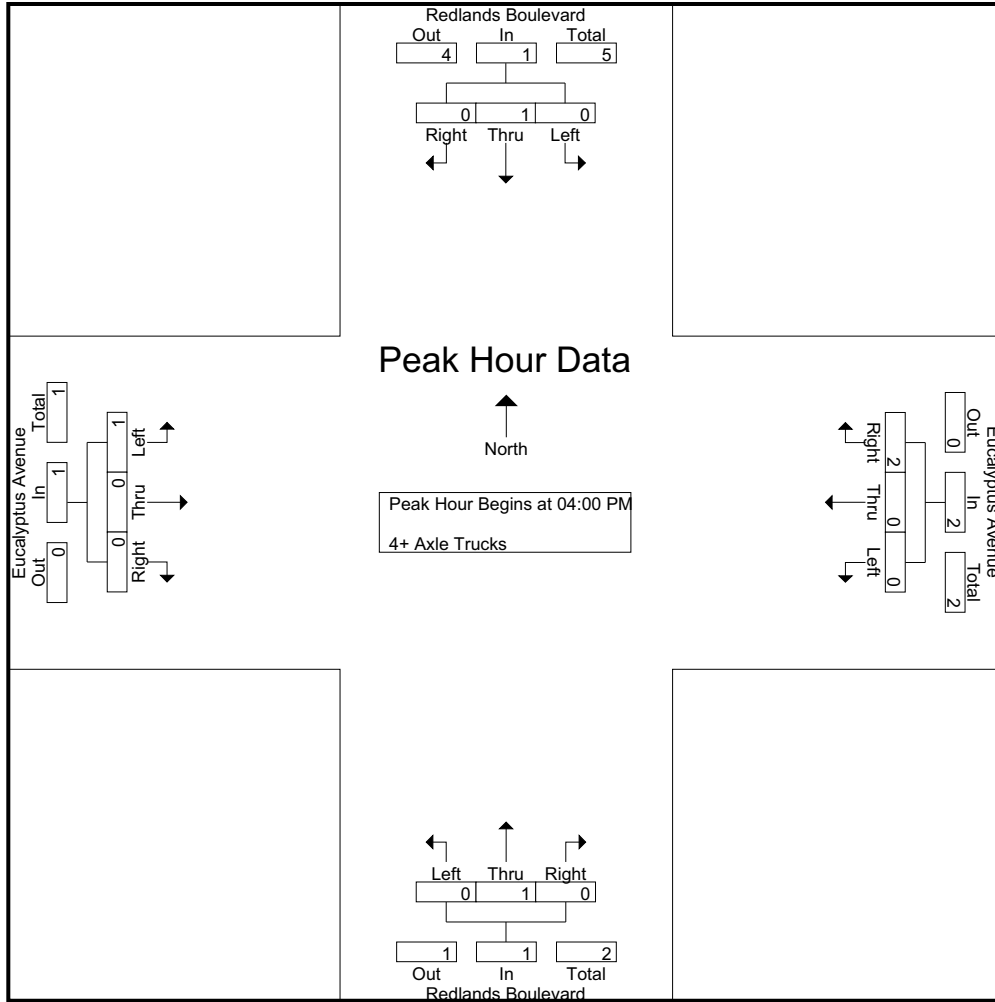 Redlands Boulevard
Out In Total
4 1 5
0 1 0
Right Thru Left
Peak Hour Data
North
Peak Hour Begins at 04:00 PM
4+ Axle Trucks
Eucalyptus Avenue
Out In Total
0 1 1
1 0 0
Left Thru Right
Eucalyptus Avenue
Out In Total
0 2 2
2 0 0
Right Thru Left
Left Thru Right
0 1 0
1 1 2
Out In Total
Redlands Boulevard